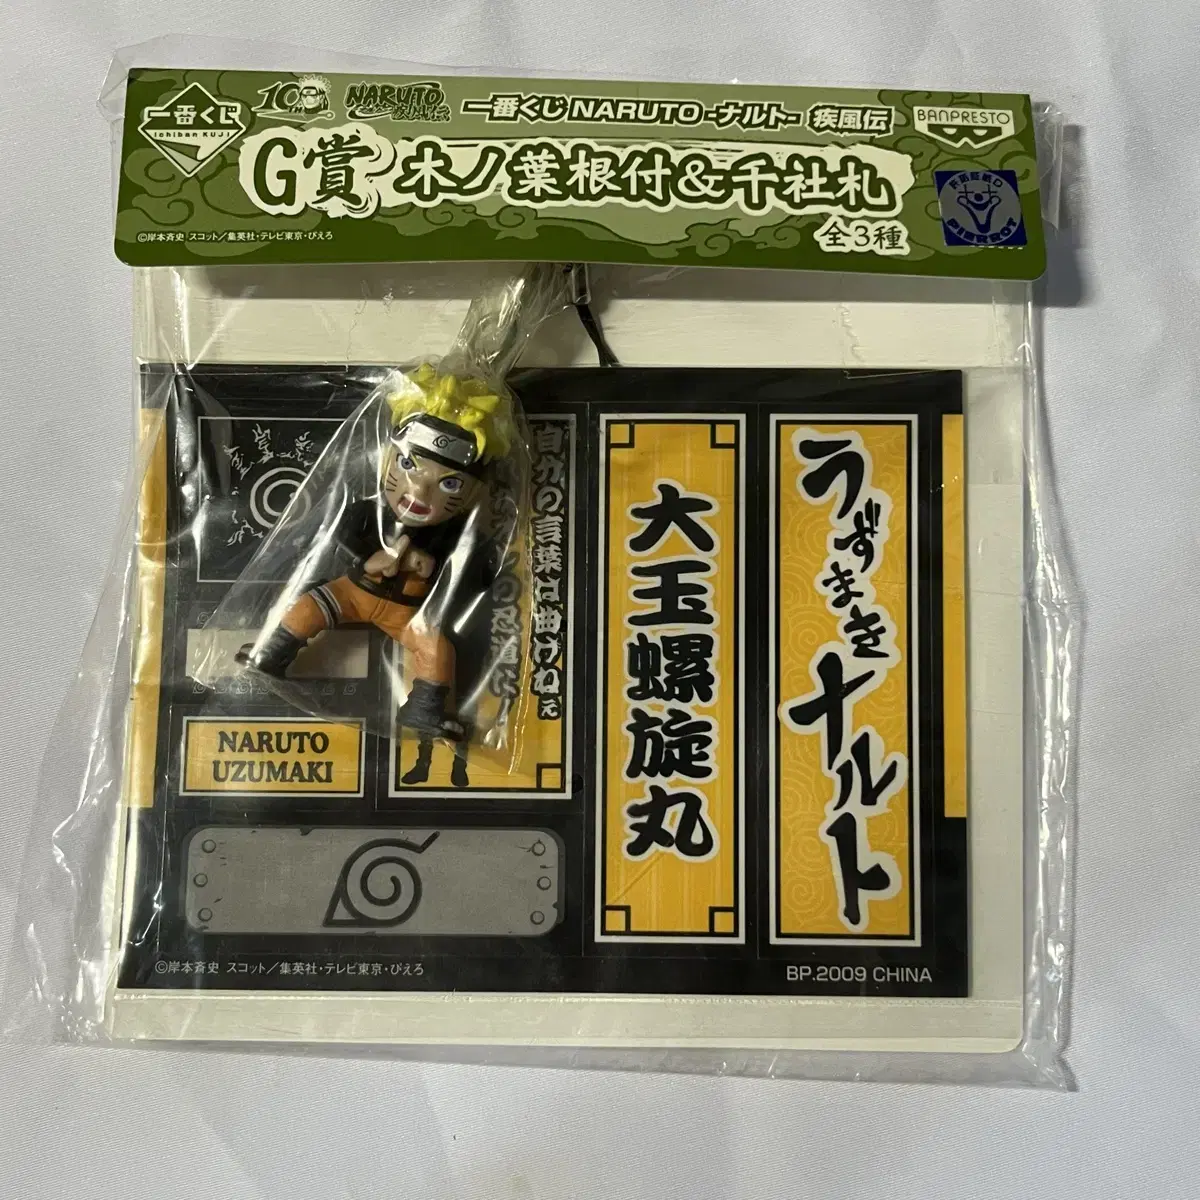 一番くじ
Ichiban KUJI
10TH
NARUTO
疾風伝
一番くじ NARUTO -ナルト- 疾風伝
BANPRESTO
G賞 木ノ葉根付&千社札
全3種
©岸本斉史 スコット/集英社・テレビ東京・ぴえろ
PIERROT
自分の言葉は曲げねぇ
の忍道だ!
大玉螺旋丸
うずまきナルト
NARUTO
UZUMAKI
©岸本斉史 スコット/集英社・テレビ東京・ぴえろ
BP.2009 CHINA